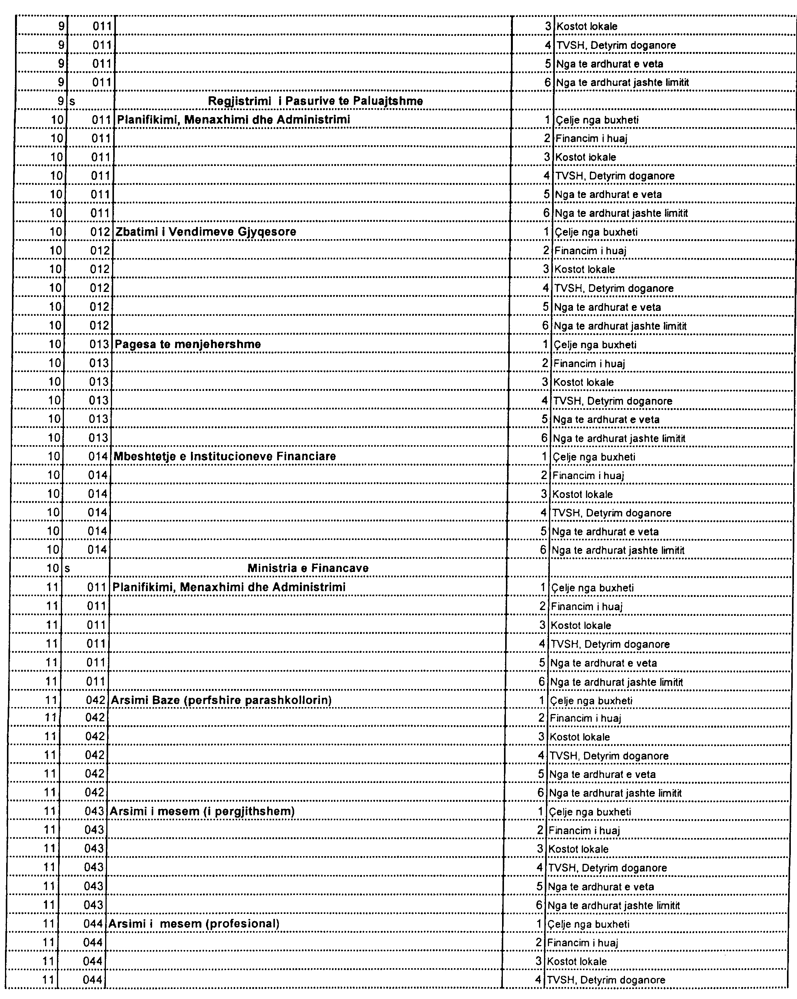 9 011 3 Kostot lokale
9 011 4 TVSH, Detyrim doganore
9 011 5 Nga te ardhurat e veta
9 011 6 Nga te ardhurat jashte limitit
9 s Regjistrimi i Pasurive te Paluajtshme
10 011 Planifikimi, Menaxhimi dhe Administrimi 1 Çelje nga buxheti
10 011 2 Financim i huaj
10 011 3 Kostot lokale
10 011 4 TVSH, Detyrim doganore
10 011 5 Nga te ardhurat e veta
10 011 6 Nga te ardhurat jashte limitit
10 012 Zbatimi i Vendimeve Gjyqesore 1 Çelje nga buxheti
10 012 2 Financim i huaj
10 012 3 Kostot lokale
10 012 4 TVSH, Detyrim doganore
10 012 5 Nga te ardhurat e veta
10 012 6 Nga te ardhurat jashte limitit
10 013 Pagesa te menjehershme 1 Çelje nga buxheti
10 013 2 Financim i huaj
10 013 3 Kostot lokale
10 013 4 TVSH, Detyrim doganore
10 013 5 Nga te ardhurat e veta
10 013 6 Nga te ardhurat jashte limitit
10 014 Mbeshtetje e Institucioneve Financiare 1 Çelje nga buxheti
10 014 2 Financim i huaj
10 014 3 Kostot lokale
10 014 4 TVSH, Detyrim doganore
10 014 5 Nga te ardhurat e veta
10 014 6 Nga te ardhurat jashte limitit
10 s Ministria e Financave
11 011 Planifikimi, Menaxhimi dhe Administrimi 1 Çelje nga buxheti
11 011 2 Financim i huaj
11 011 3 Kostot lokale
11 011 4 TVSH, Detyrim doganore
11 011 5 Nga te ardhurat e veta
11 011 6 Nga te ardhurat jashte limitit
11 042 Arsimi Baze (perfshire parashkollorin) 1 Çelje nga buxheti
11 042 2 Financim i huaj
11 042 3 Kostot lokale
11 042 4 TVSH, Detyrim doganore
11 042 5 Nga te ardhurat e veta
11 042 6 Nga te ardhurat jashte limitit
11 043 Arsimi i mesem (i pergjithshem) 1 Çelje nga buxheti
11 043 2 Financim i huaj
11 043 3 Kostot lokale
11 043 4 TVSH, Detyrim doganore
11 043 5 Nga te ardhurat e veta
11 043 6 Nga te ardhurat jashte limitit
11 044 Arsimi i mesem (profesional) 1 Çelje nga buxheti
11 044 2 Financim i huaj
11 044 3 Kostot lokale
11 044 4 TVSH, Detyrim doganore